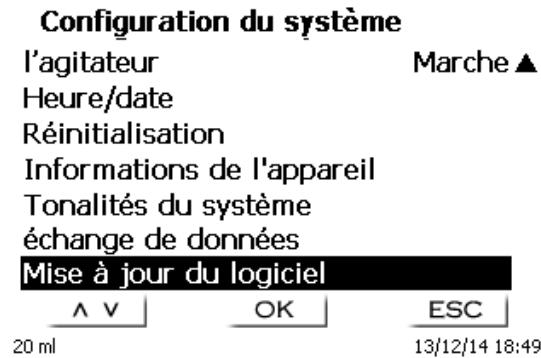 Configuration du système
l'agitateur Marche ▲
Heure/date
Réinitialisation
Informations de l'appareil
Tonalités du système
échange de données
Mise à jour du logiciel
∧ ∨ OK ESC
20 ml 13/12/14 18:49